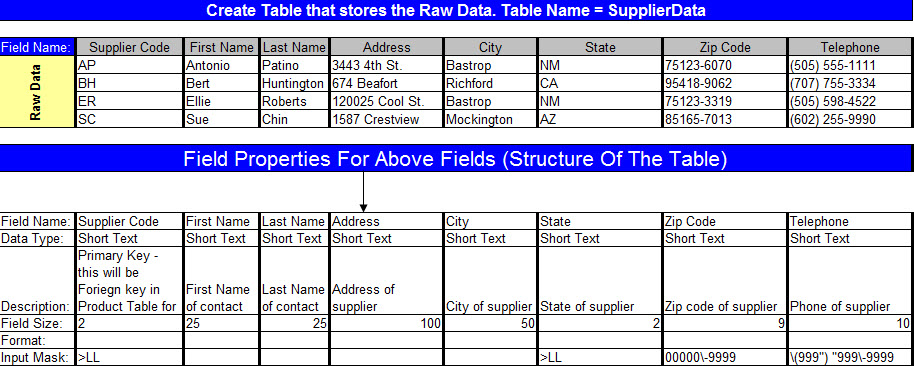 Create Table that stores the Raw Data. Table Name = SupplierData
Field Name: Supplier Code First Name Last Name Address City State Zip Code Telephone
Raw Data
AP Antonio Patino 3443 4th St. Bastrop NM 75123-6070 (505) 555-1111
BH Bert Huntington 674 Beafort Richford CA 95418-9062 (707) 755-3334
ER Ellie Roberts 120025 Cool St. Bastrop NM 75123-3319 (505) 598-4522
SC Sue Chin 1587 Crestview Mockington AZ 85165-7013 (602) 255-9990
Field Properties For Above Fields (Structure Of The Table)
Field Name: Supplier Code First Name Last Name Address City State Zip Code Telephone
Data Type: Short Text Short Text Short Text Short Text Short Text Short Text Short Text Short Text
Primary Key -
this will be
Foriegn key in First Name Last Name Address of
Description: Product Table for of contact of contact supplier City of supplier State of supplier Zip code of supplier Phone of supplier
Field Size: 2 25 25 100 50 2 9 10
Format:
Input Mask: >LL >LL 00000\-9999 \(999") "999\-9999